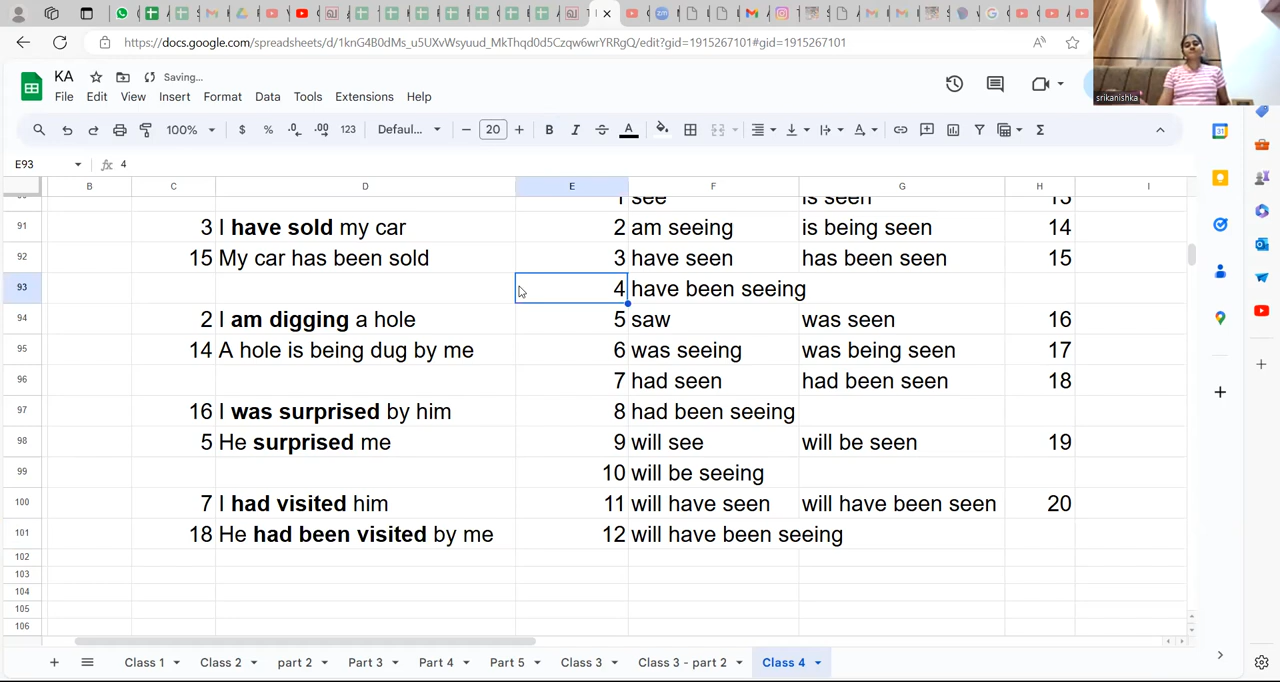 https://docs.google.com/spreadsheets/d/1knG4B0dMs_u5UXvWsyuud_MkThqd0d5Czqw6wrYRRgQ/edit?gid=1915267101#gid=1915267101
srikanishka
KA Saving...
File Edit View Insert Format Data Tools Extensions Help
100% $ % .0 .00 123 Defaul... 20 B I A
E93 fx 4
B C D E F G H I
1 see is seen 13
91 3 I have sold my car 2 am seeing is being seen 14
92 15 My car has been sold 3 have seen has been seen 15
93 4 have been seeing
94 2 I am digging a hole 5 saw was seen 16
95 14 A hole is being dug by me 6 was seeing was being seen 17
96 7 had seen had been seen 18
97 16 I was surprised by him 8 had been seeing
98 5 He surprised me 9 will see will be seen 19
99 10 will be seeing
100 7 I had visited him 11 will have seen will have been seen 20
101 18 He had been visited by me 12 will have been seeing
102
103
104
105
106
Class 1 Class 2 part 2 Part 3 Part 4 Part 5 Class 3 Class 3 - part 2 Class 4